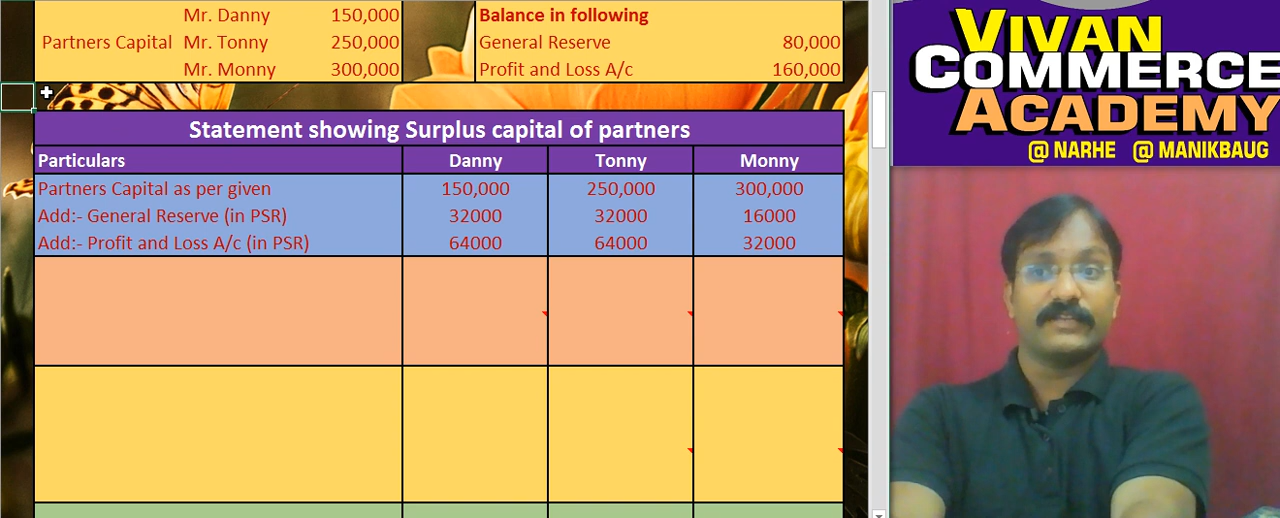 Mr. Danny 150,000
Partners Capital Mr. Tonny 250,000
Mr. Monny 300,000
Balance in following
General Reserve 80,000
Profit and Loss A/c 160,000
Statement showing Surplus capital of partners
Particulars Danny Tonny Monny
Partners Capital as per given 150,000 250,000 300,000
Add:- General Reserve (in PSR) 32000 32000 16000
Add:- Profit and Loss A/c (in PSR) 64000 64000 32000
VIVAN
COMMERCE
ACADEMY
@ NARHE @ MANIKBAUG